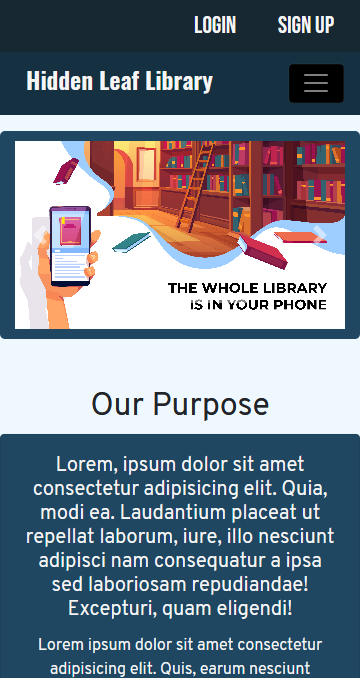 LOGIN SIGN UP
Hidden Leaf Library
THE WHOLE LIBRARY
IS IN YOUR PHONE
Our Purpose
Lorem, ipsum dolor sit amet
consectetur adipisicing elit. Quia,
modi ea. Laudantium placeat ut
repellat laborum, iure, illo nesciunt
adipisci nam consequatur a ipsa
sed laboriosam repudiandae!
Excepturi, quam eligendi!
Lorem ipsum dolor sit amet consectetur
adipisicing elit. Quis, earum nesciunt